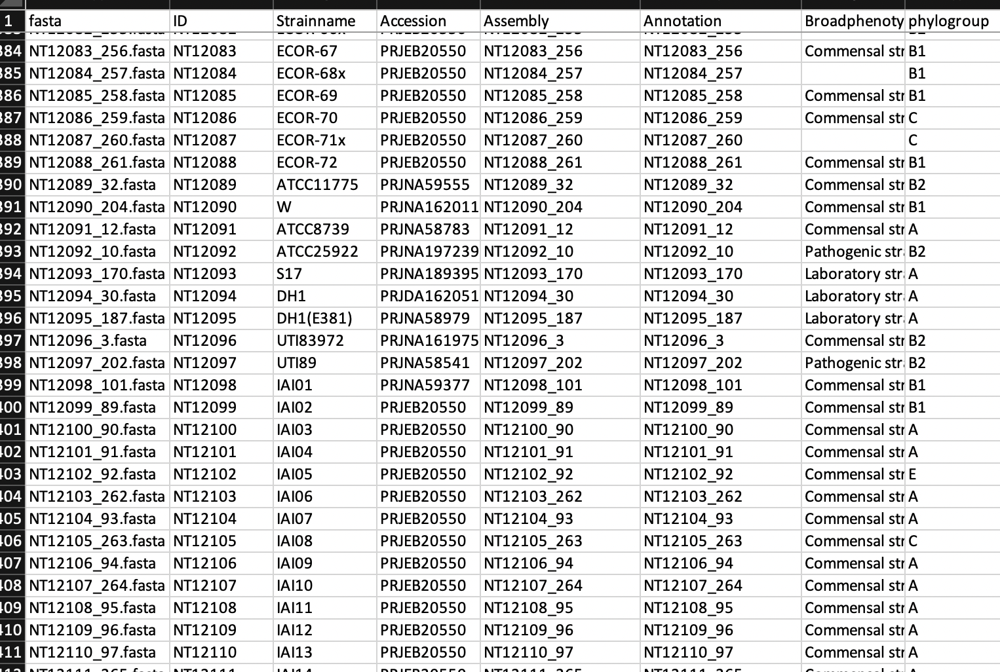 1 fasta ID Strainname Accession Assembly Annotation Broadphenoty phylogroup
384 NT12083_256.fasta NT12083 ECOR-67 PRJEB20550 NT12083_256 NT12083_256 Commensal str B1
385 NT12084_257.fasta NT12084 ECOR-68x PRJEB20550 NT12084_257 NT12084_257 B1
386 NT12085_258.fasta NT12085 ECOR-69 PRJEB20550 NT12085_258 NT12085_258 Commensal str B1
387 NT12086_259.fasta NT12086 ECOR-70 PRJEB20550 NT12086_259 NT12086_259 Commensal str C
388 NT12087_260.fasta NT12087 ECOR-71x PRJEB20550 NT12087_260 NT12087_260 C
389 NT12088_261.fasta NT12088 ECOR-72 PRJEB20550 NT12088_261 NT12088_261 Commensal str B1
390 NT12089_32.fasta NT12089 ATCC11775 PRJNA59555 NT12089_32 NT12089_32 Commensal str B2
391 NT12090_204.fasta NT12090 W PRJNA162011 NT12090_204 NT12090_204 Commensal str B1
392 NT12091_12.fasta NT12091 ATCC8739 PRJNA58783 NT12091_12 NT12091_12 Commensal str A
393 NT12092_10.fasta NT12092 ATCC25922 PRJNA197239 NT12092_10 NT12092_10 Pathogenic str B2
394 NT12093_170.fasta NT12093 S17 PRJNA189395 NT12093_170 NT12093_170 Laboratory str A
395 NT12094_30.fasta NT12094 DH1 PRJDA162051 NT12094_30 NT12094_30 Laboratory str A
396 NT12095_187.fasta NT12095 DH1(E381) PRJNA58979 NT12095_187 NT12095_187 Laboratory str A
397 NT12096_3.fasta NT12096 UTI83972 PRJNA161975 NT12096_3 NT12096_3 Commensal str B2
398 NT12097_202.fasta NT12097 UTI89 PRJNA58541 NT12097_202 NT12097_202 Pathogenic str B2
399 NT12098_101.fasta NT12098 IAI01 PRJNA59377 NT12098_101 NT12098_101 Commensal str B1
400 NT12099_89.fasta NT12099 IAI02 PRJEB20550 NT12099_89 NT12099_89 Commensal str B1
401 NT12100_90.fasta NT12100 IAI03 PRJEB20550 NT12100_90 NT12100_90 Commensal str A
402 NT12101_91.fasta NT12101 IAI04 PRJEB20550 NT12101_91 NT12101_91 Commensal str A
403 NT12102_92.fasta NT12102 IAI05 PRJEB20550 NT12102_92 NT12102_92 Commensal str E
404 NT12103_262.fasta NT12103 IAI06 PRJEB20550 NT12103_262 NT12103_262 Commensal str A
405 NT12104_93.fasta NT12104 IAI07 PRJEB20550 NT12104_93 NT12104_93 Commensal str A
406 NT12105_263.fasta NT12105 IAI08 PRJEB20550 NT12105_263 NT12105_263 Commensal str C
407 NT12106_94.fasta NT12106 IAI09 PRJEB20550 NT12106_94 NT12106_94 Commensal str A
408 NT12107_264.fasta NT12107 IAI10 PRJEB20550 NT12107_264 NT12107_264 Commensal str A
409 NT12108_95.fasta NT12108 IAI11 PRJEB20550 NT12108_95 NT12108_95 Commensal str A
410 NT12109_96.fasta NT12109 IAI12 PRJEB20550 NT12109_96 NT12109_96 Commensal str A
411 NT12110_97.fasta NT12110 IAI13 PRJEB20550 NT12110_97 NT12110_97 Commensal str A